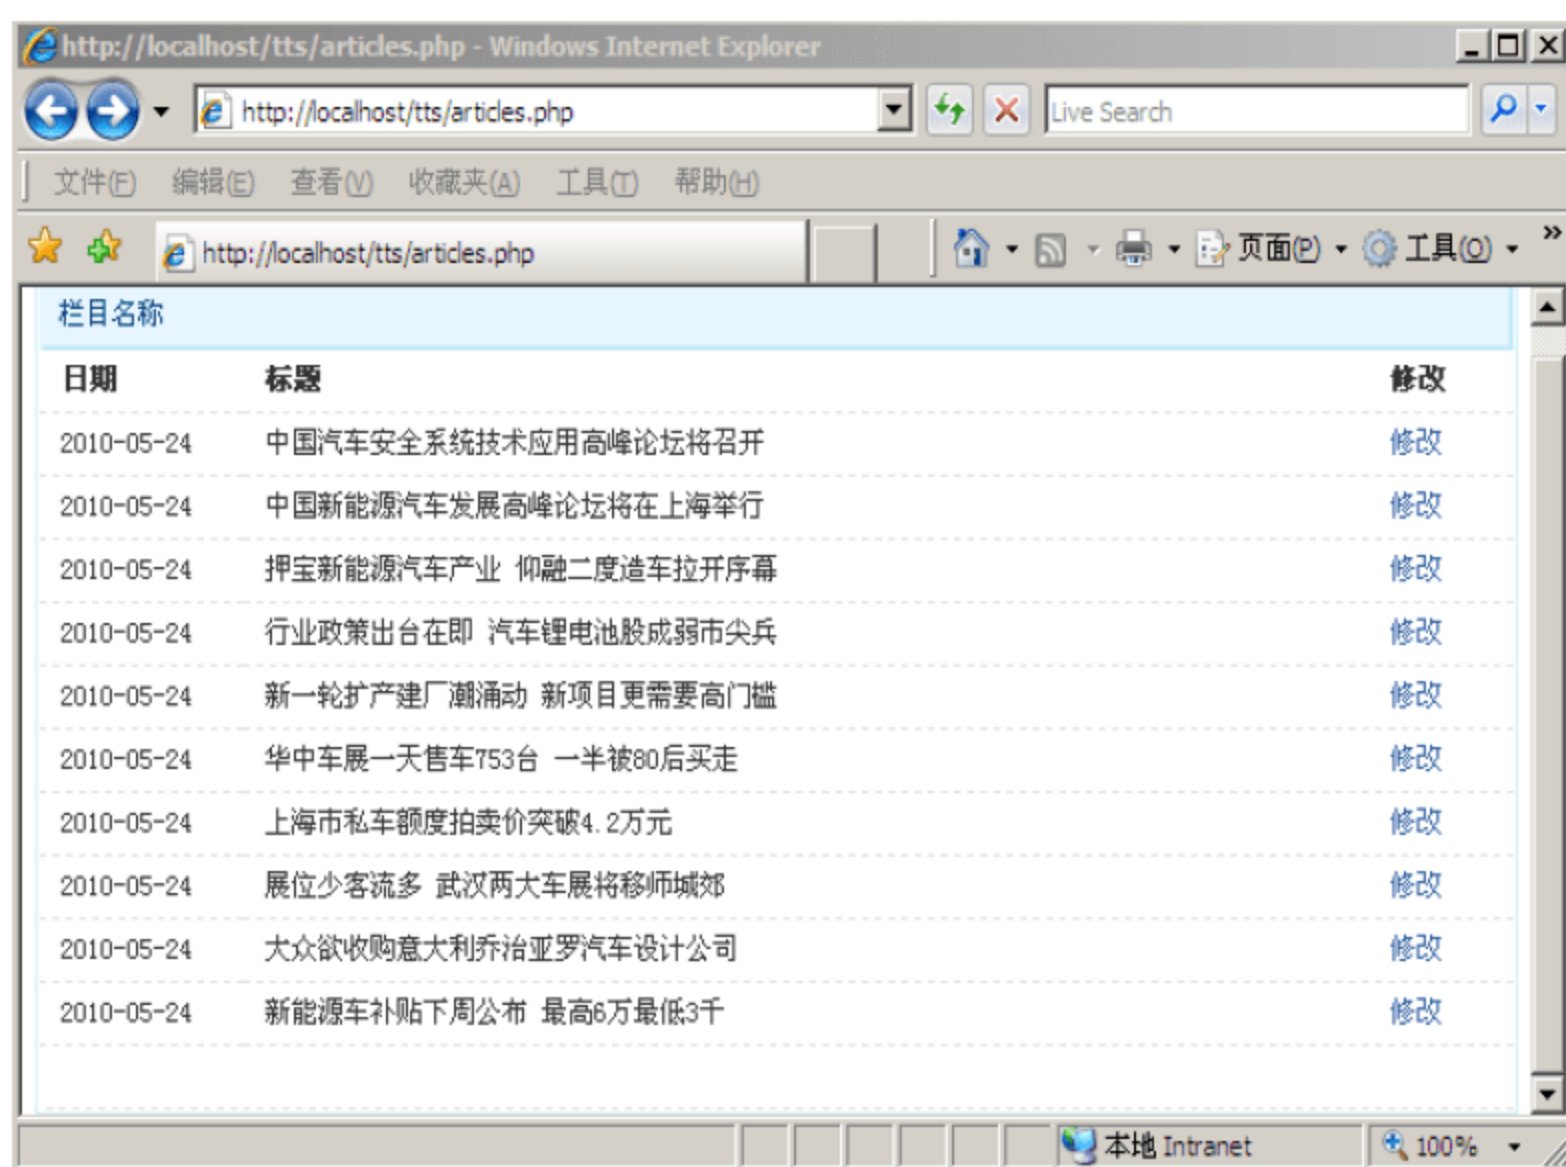 http://localhost/tts/articles.php - Windows Internet Explorer
http://localhost/tts/articles.php
Live Search
文件(F) 编辑(E) 查看(V) 收藏夹(A) 工具(T) 帮助(H)
http://localhost/tts/articles.php
页面(P) 工具(O) »
栏目名称
日期 标题 修改
2010-05-24 中国汽车安全系统技术应用高峰论坛将召开 修改
2010-05-24 中国新能源汽车发展高峰论坛将在上海举行 修改
2010-05-24 押宝新能源汽车产业 仰融二度造车拉开序幕 修改
2010-05-24 行业政策出台在即 汽车锂电池股成弱市尖兵 修改
2010-05-24 新一轮扩产建厂潮涌动 新项目更需要高门槛 修改
2010-05-24 华中车展一天售车753台 一半被80后买走 修改
2010-05-24 上海市私车额度拍卖价突破4.2万元 修改
2010-05-24 展位少客流多 武汉两大车展将移师城郊 修改
2010-05-24 大众欲收购意大利乔治亚罗汽车设计公司 修改
2010-05-24 新能源车补贴下周公布 最高6万最低3千 修改
本地 Intranet 100%